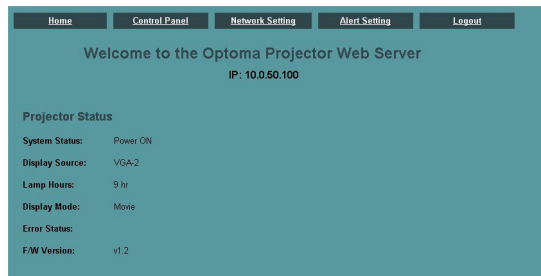 Home Control Panel Network Setting Alert Setting Logout
Welcome to the Optoma Projector Web Server
IP: 10.0.50.100
Projector Status
System Status: Power ON
Display Source: VGA-2
Lamp Hours: 9 hr
Display Mode: Movie
Error Status:
F/W Version: v1.2